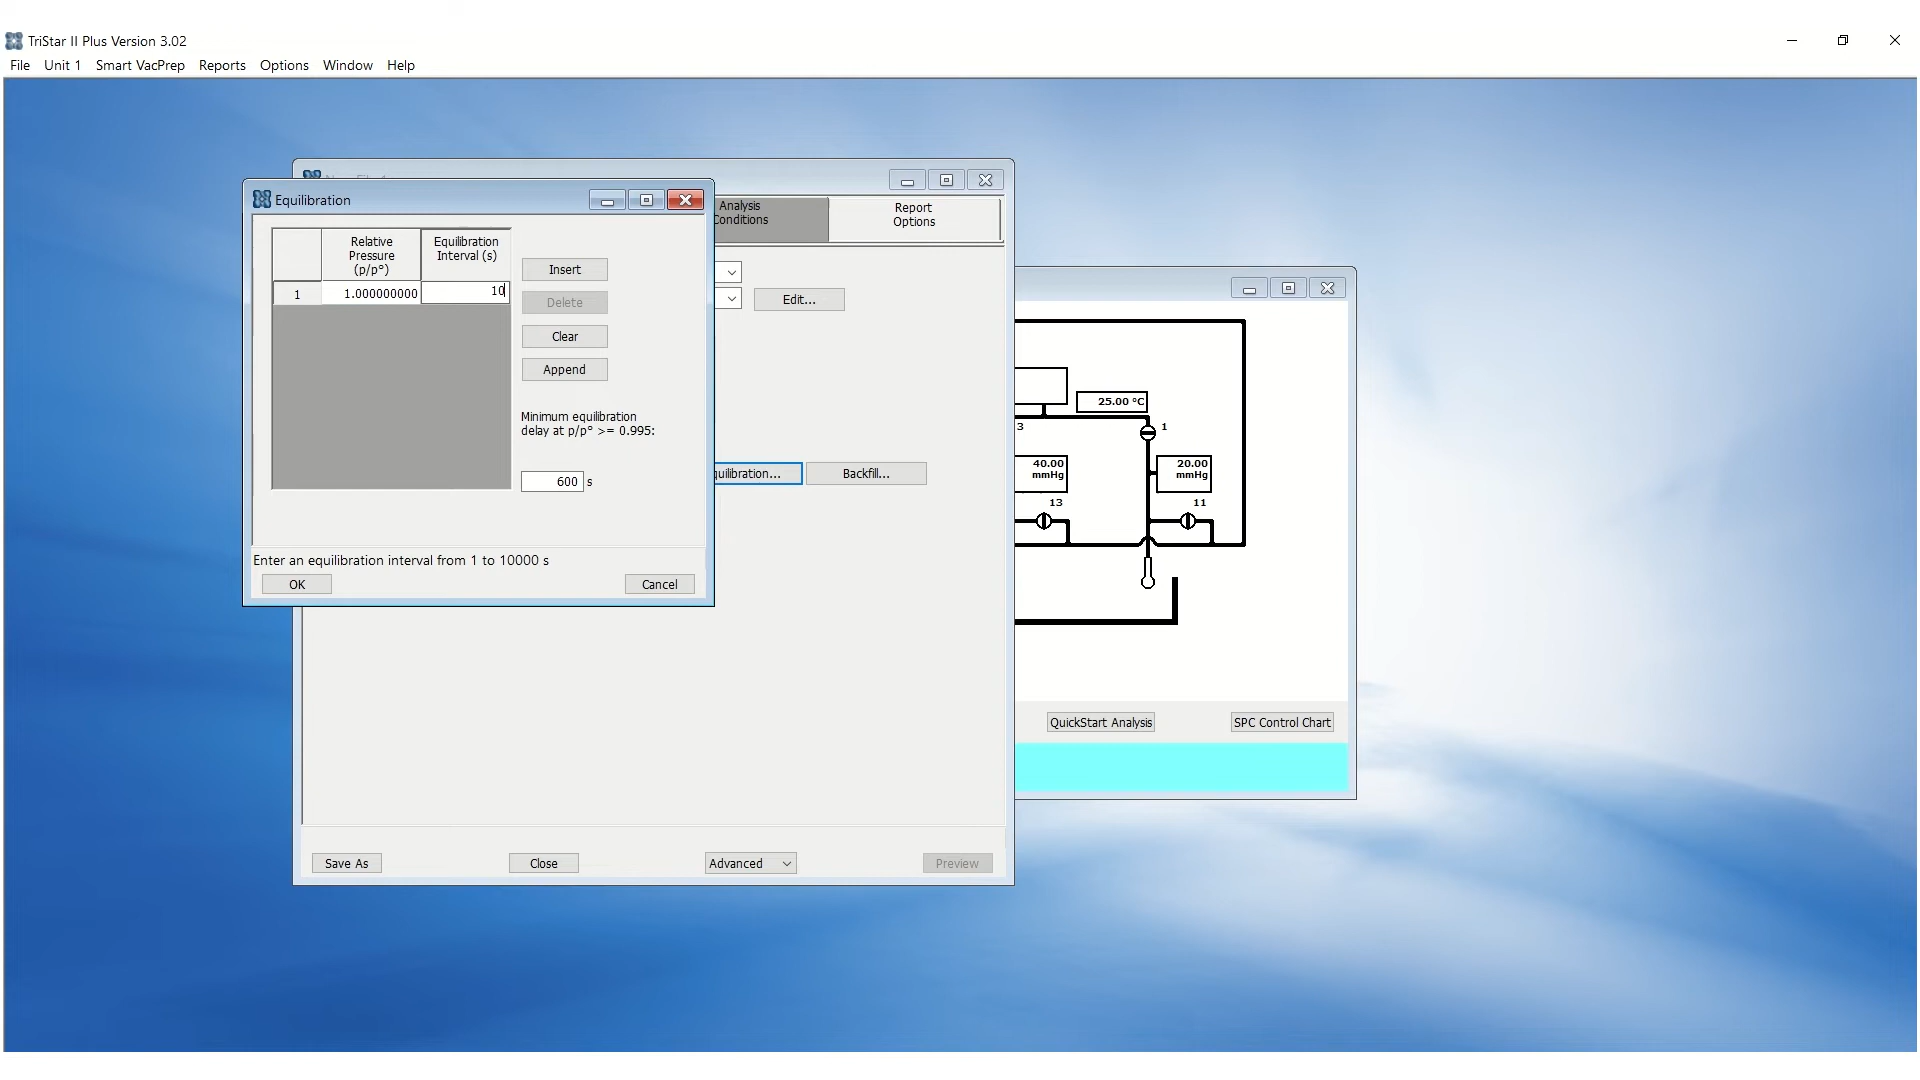 TriStar II Plus Version 3.02
File Unit 1 Smart VacPrep Reports Options Window Help
Equilibration
Relative
Pressure
(p/p°)
Equilibration
Interval (s)
1 1.000000000 10
Insert
Delete
Clear
Append
Minimum equilibration
delay at p/p° >= 0.995:
600 s
Enter an equilibration interval from 1 to 10000 s
OK Cancel
Analysis
Conditions
Report
Options
Edit...
quilibration... Backfill...
Save As Close Advanced Preview
25.00 °C
3
1
40.00
mmHg
20.00
mmHg
13
11
QuickStart Analysis SPC Control Chart